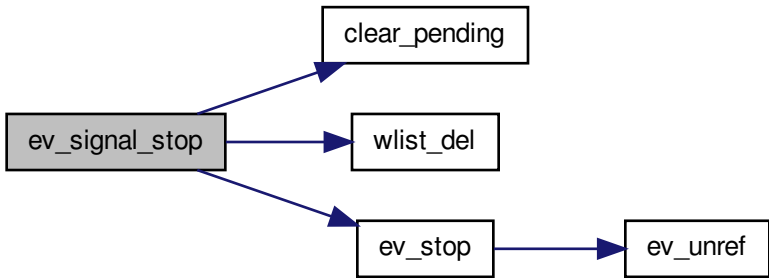 clear_pending
ev_signal_stop
wlist_del
ev_stop
ev_unref